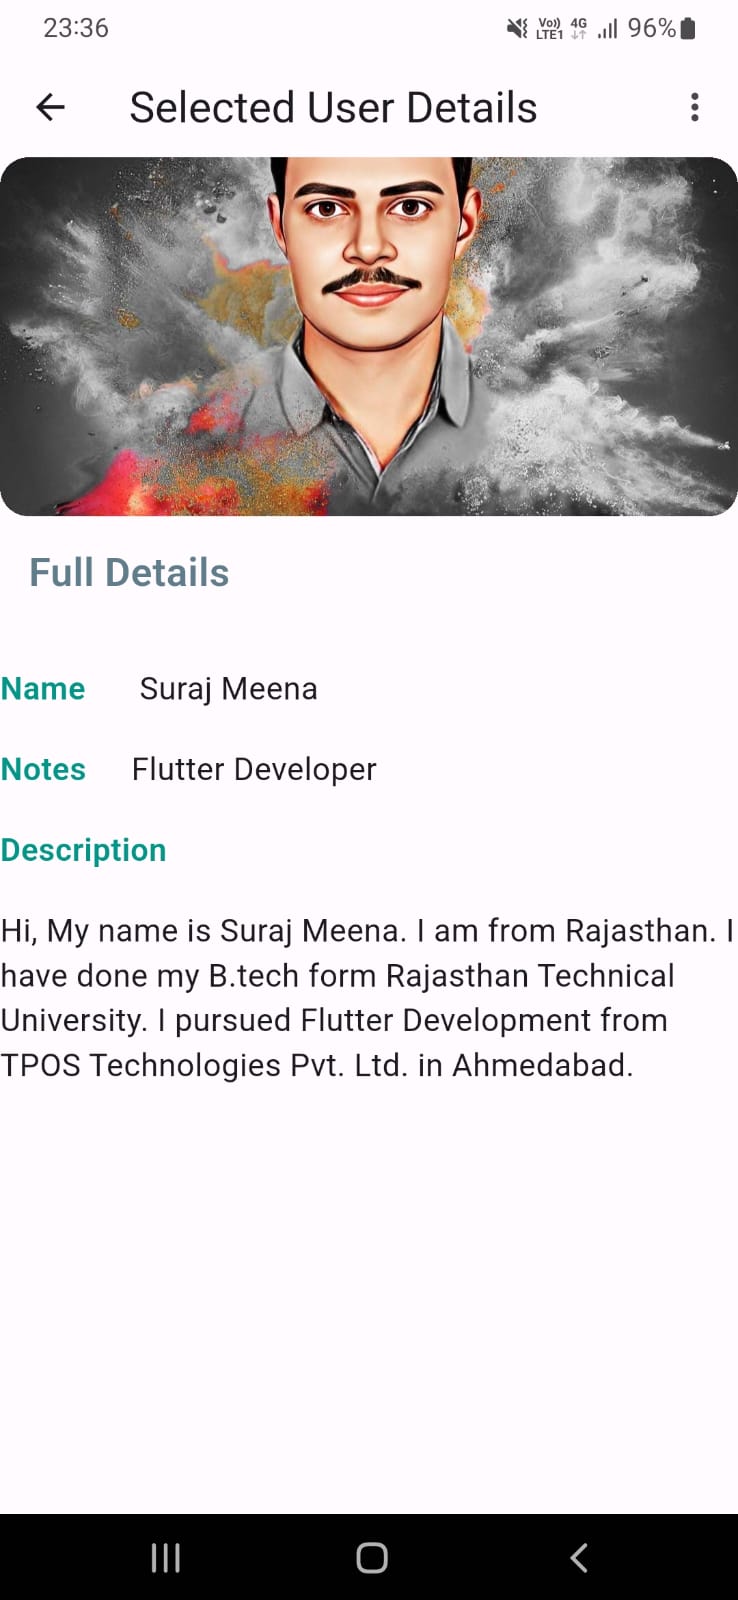 23:36
Vo)) LTE1 4G 96%
Selected User Details
Full Details
Name Suraj Meena
Notes Flutter Developer
Description
Hi, My name is Suraj Meena. I am from Rajasthan. I
have done my B.tech form Rajasthan Technical
University. I pursued Flutter Development from
TPOS Technologies Pvt. Ltd. in Ahmedabad.